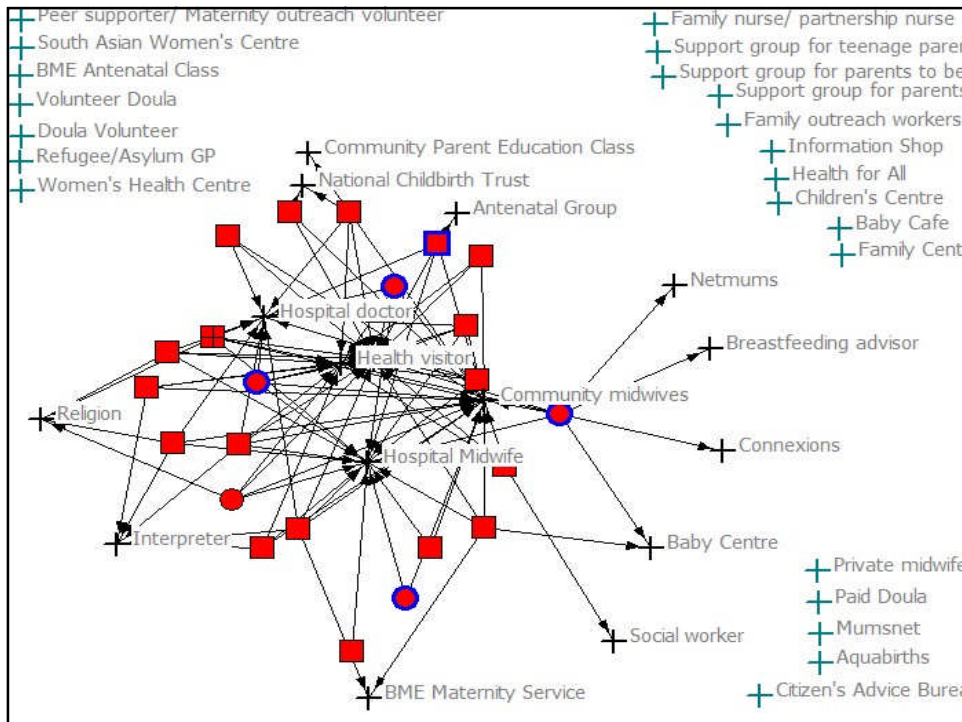 Peer supporter/ Maternity outreach volunteer
South Asian Women's Centre
BME Antenatal Class
Volunteer Doula
Doula Volunteer
Refugee/Asylum GP
Women's Health Centre
Family nurse/ partnership nurse
Support group for teenage paren
Support group for parents to be
Support group for parents
Family outreach workers
Information Shop
Health for All
Children's Centre
Baby Cafe
Family Cent
Community Parent Education Class
National Childbirth Trust
Antenatal Group
Netmums
Hospital doctor
Breastfeeding advisor
Health visitor
Community midwives
Religion
Connexions
Hospital Midwife
Interpreter
Baby Centre
Private midwife
Paid Doula
Mumsnet
Social worker
Aquabirths
BME Maternity Service
Citizen's Advice Burea